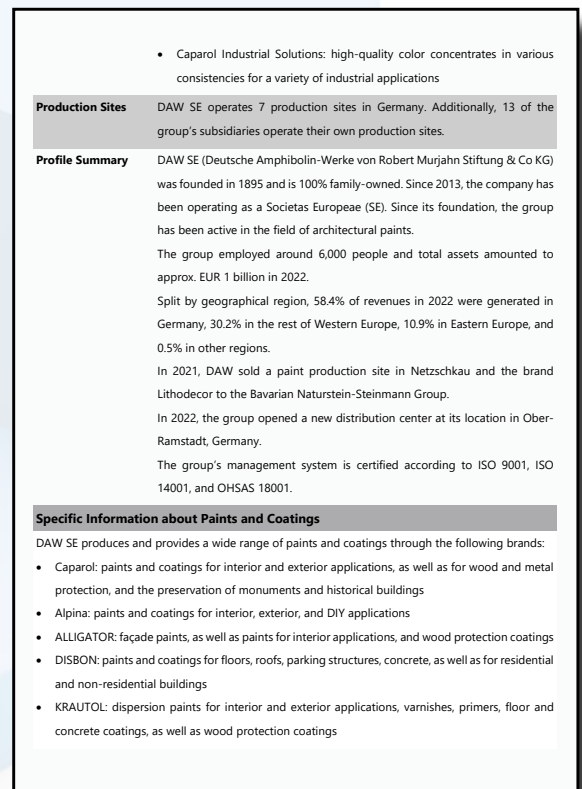 • Caparol Industrial Solutions: high-quality color concentrates in various
consistencies for a variety of industrial applications
Production Sites DAW SE operates 7 production sites in Germany. Additionally, 13 of the
group's subsidiaries operate their own production sites.
Profile Summary DAW SE (Deutsche Amphibolin-Werke von Robert Murjahn Stiftung & Co KG)
was founded in 1895 and is 100% family-owned. Since 2013, the company has
been operating as a Societas Europeae (SE). Since its foundation, the group
has been active in the field of architectural paints.
The group employed around 6,000 people and total assets amounted to
approx. EUR 1 billion in 2022.
Split by geographical region, 58.4% of revenues in 2022 were generated in
Germany, 30.2% in the rest of Western Europe, 10.9% in Eastern Europe, and
0.5% in other regions.
In 2021, DAW sold a paint production site in Netzschkau and the brand
Lithodecor to the Bavarian Naturstein-Steinmann Group.
In 2022, the group opened a new distribution center at its location in Ober-
Ramstadt, Germany.
The group's management system is certified according to ISO 9001, ISO
14001, and OHSAS 18001.
Specific Information about Paints and Coatings
DAW SE produces and provides a wide range of paints and coatings through the following brands:
• Caparol: paints and coatings for interior and exterior applications, as well as for wood and metal
protection, and the preservation of monuments and historical buildings
• Alpina: paints and coatings for interior, exterior, and DIY applications
• ALLIGATOR: façade paints, as well as paints for interior applications, and wood protection coatings
• DISBON: paints and coatings for floors, roofs, parking structures, concrete, as well as for residential
and non-residential buildings
• KRAUTOL: dispersion paints for interior and exterior applications, varnishes, primers, floor and
concrete coatings, as well as wood protection coatings